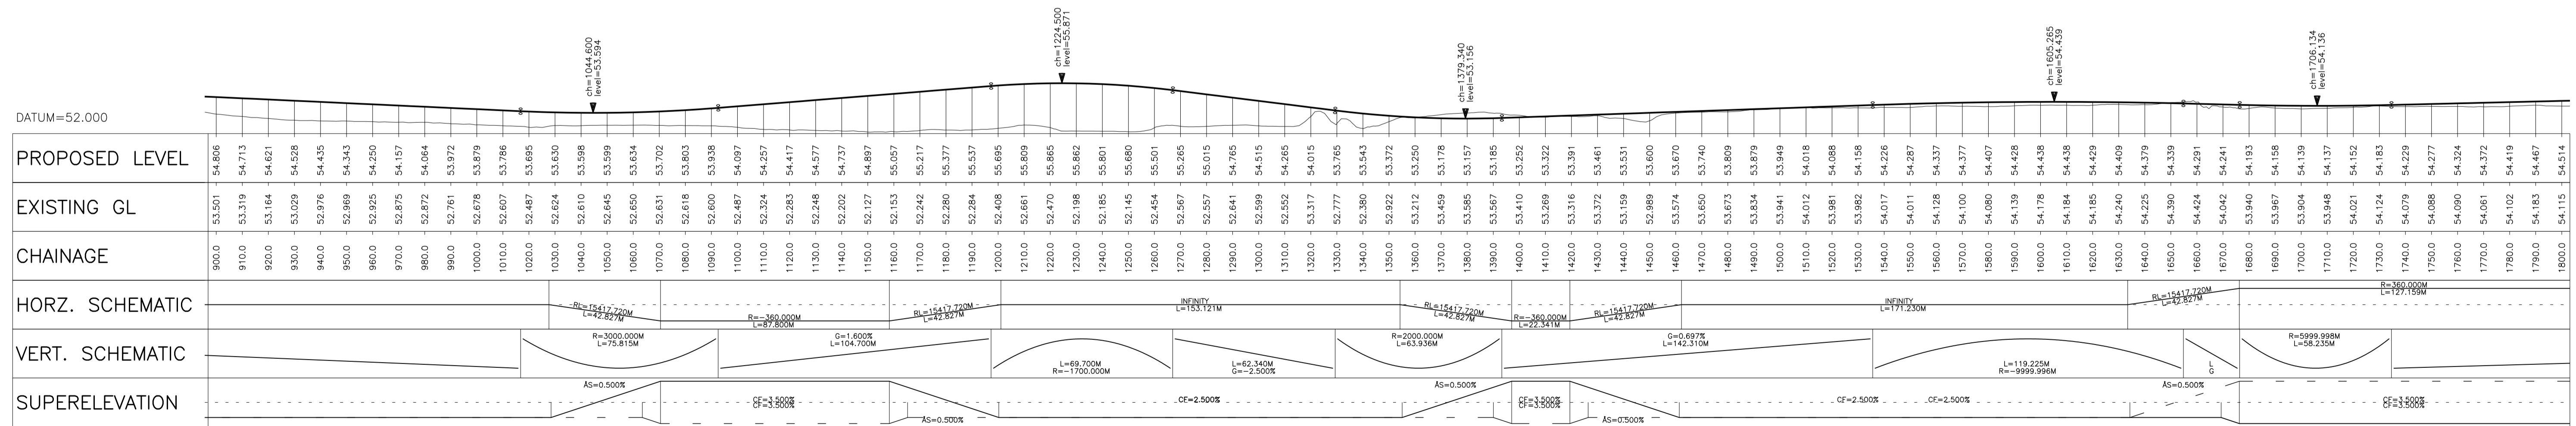 ch=1044.600
level=53.594
ch=1224.500
level=55.871
ch=1379.340
level=53.156
ch=1605.265
level=54.439
ch=1706.134
level=54.136
DATUM=52.000
PROPOSED LEVEL 54.806 54.713 54.621 54.528 54.435 54.343 54.250 54.157 54.064 53.972 53.879 53.786 53.695 53.630 53.598 53.599 53.634 53.702 53.803 53.938 54.097 54.257 54.417 54.577 54.737 54.897 55.057 55.217 55.377 55.537 55.695 55.809 55.865 55.862 55.801 55.680 55.501 55.265 55.015 54.765 54.515 54.265 54.015 53.765 53.543 53.372 53.250 53.178 53.157 53.185 53.252 53.322 53.391 53.461 53.531 53.600 53.670 53.740 53.809 53.879 53.949 54.018 54.088 54.158 54.226 54.287 54.337 54.377 54.407 54.428 54.438 54.438 54.429 54.409 54.379 54.339 54.291 54.241 54.193 54.158 54.139 54.137 54.152 54.183 54.229 54.277 54.324 54.372 54.419 54.467 54.514
EXISTING GL 53.501 53.319 53.164 53.029 52.976 52.969 52.925 52.875 52.872 52.761 52.678 52.607 52.487 52.624 52.610 52.645 52.650 52.631 52.618 52.600 52.487 52.324 52.283 52.248 52.202 52.127 52.153 52.242 52.280 52.284 52.408 52.661 52.470 52.198 52.185 52.145 52.454 52.567 52.557 52.641 52.599 52.552 53.317 52.777 52.380 52.922 53.212 53.459 53.585 53.567 53.410 53.269 53.316 53.372 53.159 52.989 53.574 53.650 53.673 53.834 53.941 54.012 53.981 53.982 54.017 54.011 54.128 54.100 54.080 54.139 54.178 54.184 54.185 54.240 54.225 54.390 54.424 54.042 53.940 53.967 53.904 53.948 54.021 54.124 54.079 54.088 54.090 54.061 54.102 54.183 54.115
CHAINAGE 900.0 910.0 920.0 930.0 940.0 950.0 960.0 970.0 980.0 990.0 1000.0 1010.0 1020.0 1030.0 1040.0 1050.0 1060.0 1070.0 1080.0 1090.0 1100.0 1110.0 1120.0 1130.0 1140.0 1150.0 1160.0 1170.0 1180.0 1190.0 1200.0 1210.0 1220.0 1230.0 1240.0 1250.0 1260.0 1270.0 1280.0 1290.0 1300.0 1310.0 1320.0 1330.0 1340.0 1350.0 1360.0 1370.0 1380.0 1390.0 1400.0 1410.0 1420.0 1430.0 1440.0 1450.0 1460.0 1470.0 1480.0 1490.0 1500.0 1510.0 1520.0 1530.0 1540.0 1550.0 1560.0 1570.0 1580.0 1590.0 1600.0 1610.0 1620.0 1630.0 1640.0 1650.0 1660.0 1670.0 1680.0 1690.0 1700.0 1710.0 1720.0 1730.0 1740.0 1750.0 1760.0 1770.0 1780.0 1790.0 1800.0
HORZ. SCHEMATIC
RL=15417.720M
L=42.827M
R=-360.000M
L=87.800M
RL=15417.720M
L=42.827M
INFINITY
L=153.121M
RL=15417.720M
L=42.827M
R=-360.000M
L=22.341M
RL=15417.720M
L=42.827M
INFINITY
L=171.230M
RL=15417.720M
L=42.827M
R=360.000M
L=127.159M
VERT. SCHEMATIC
R=3000.000M
L=75.815M
G=1.600%
L=104.700M
L=69.700M
R=-1700.000M
L=62.340M
G=-2.500%
R=2000.000M
L=63.936M
G=0.697%
L=142.310M
L=119.225M
R=-9999.996M
L
G
R=5999.998M
L=58.235M
SUPERELEVATION
ÅS=0.500%
CF=3.500%
CF=3.500%
ÅS=0.500%
CF=2.500%
ÅS=0.500%
CF=3.500%
CF=3.500%
ÅS=0.500%
CF=2.500%
CF=2.500%
ÅS=0.500%
CF=3.500%
CF=3.500%